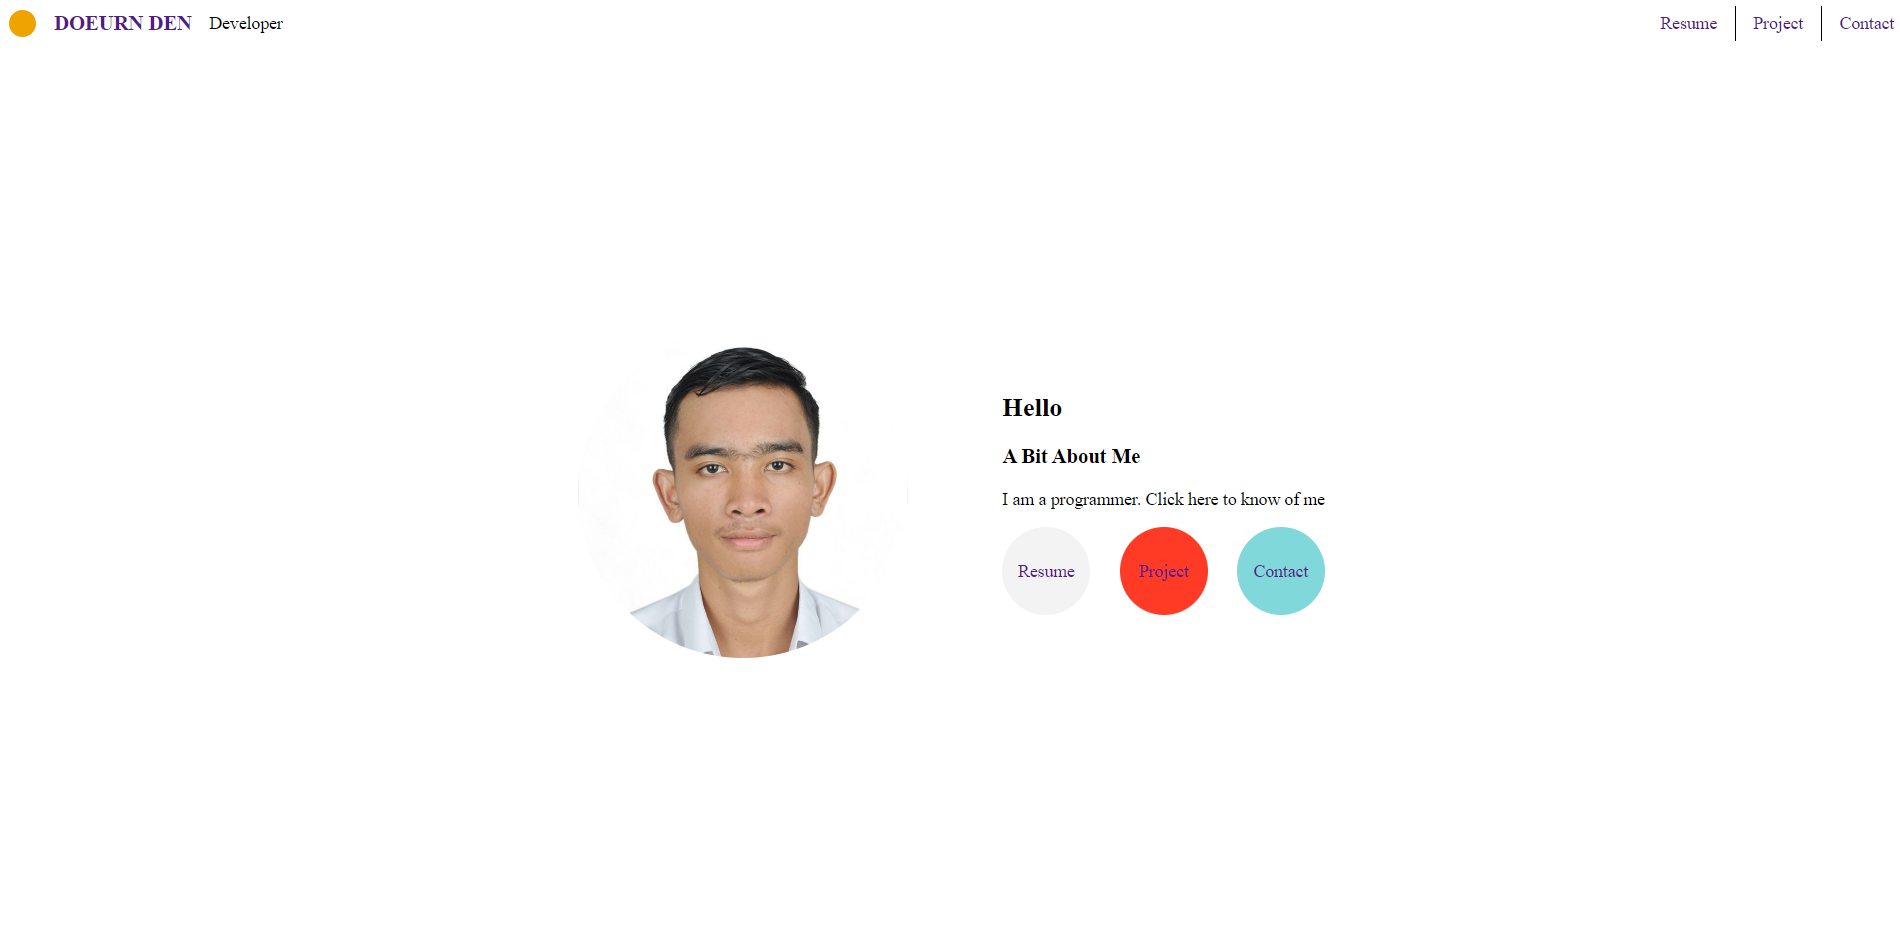 DOEURN DEN Developer Resume Project Contact
Hello
A Bit About Me
I am a programmer. Click here to know of me
Resume Project Contact